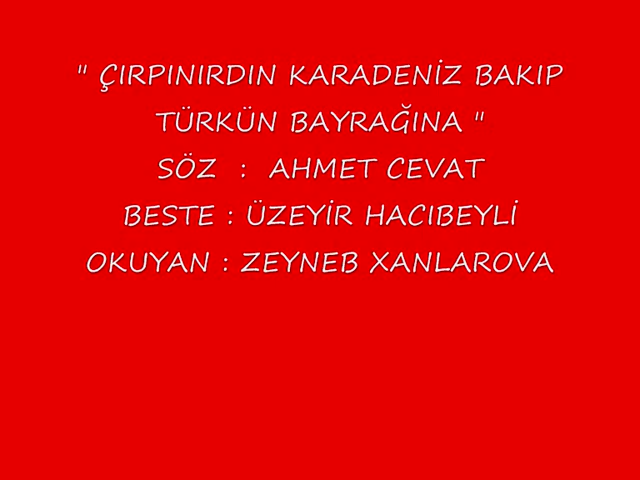 " ÇIRPINIRDIN KARADENİZ BAKIP
TÜRKÜN BAYRAĞINA "
SÖZ : AHMET CEVAT
BESTE : ÜZEYİR HACIBEYLİ
OKUYAN : ZEYNEB XANLAROVA